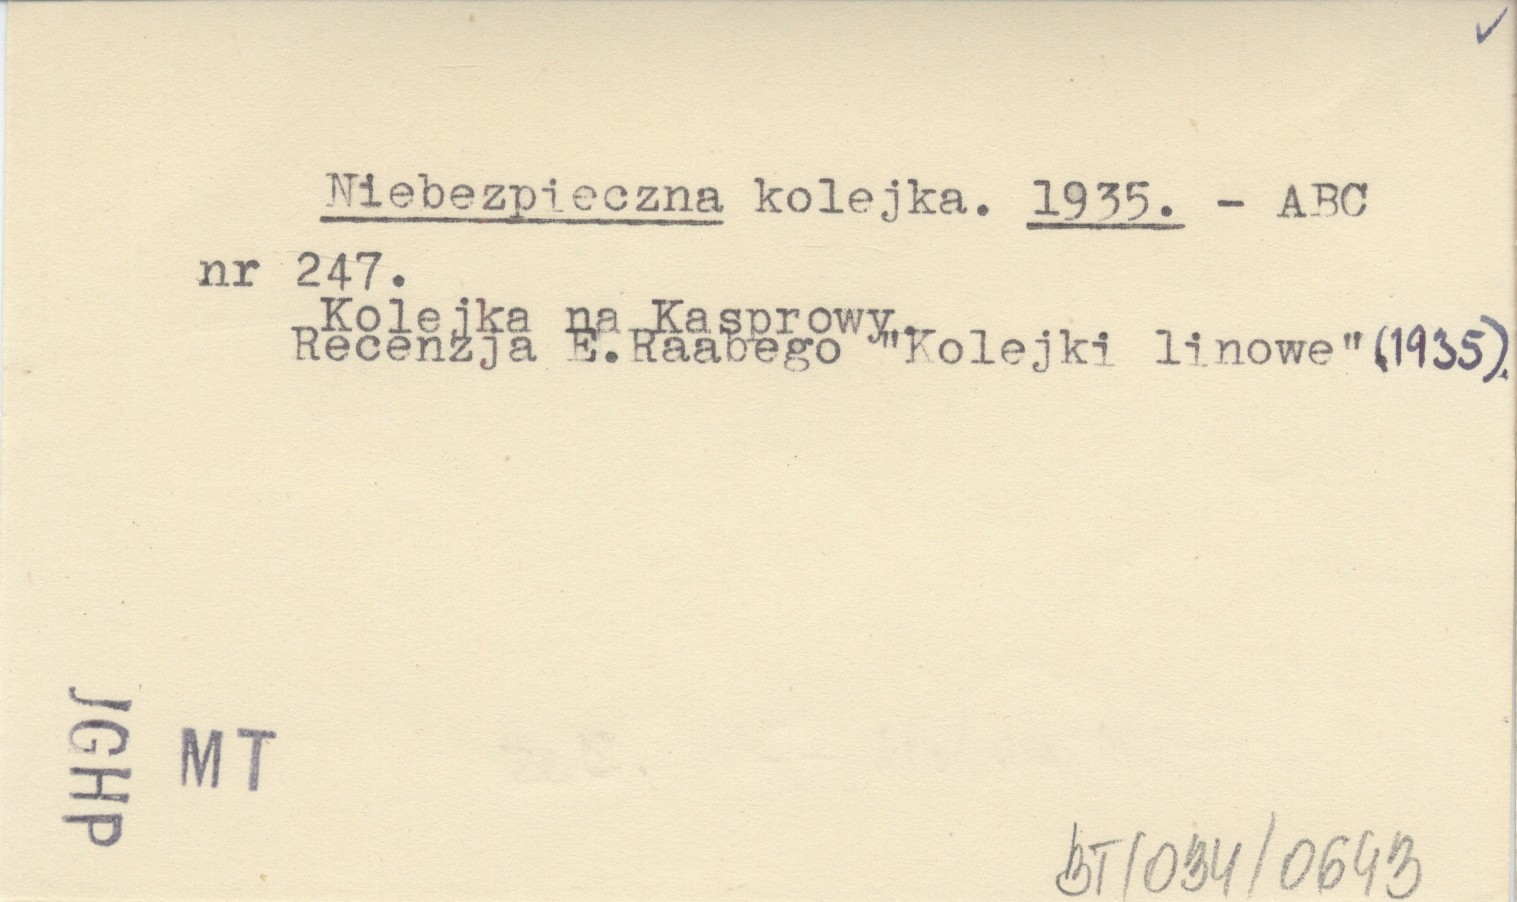 Niebezpieczna kolejka. 1935. - ABC
nr 247.
Kolejka na Kasprowy.
Recenzja E.Raabego "Kolejki linowe"(1935).
JGHP
MT
BT/034/0643